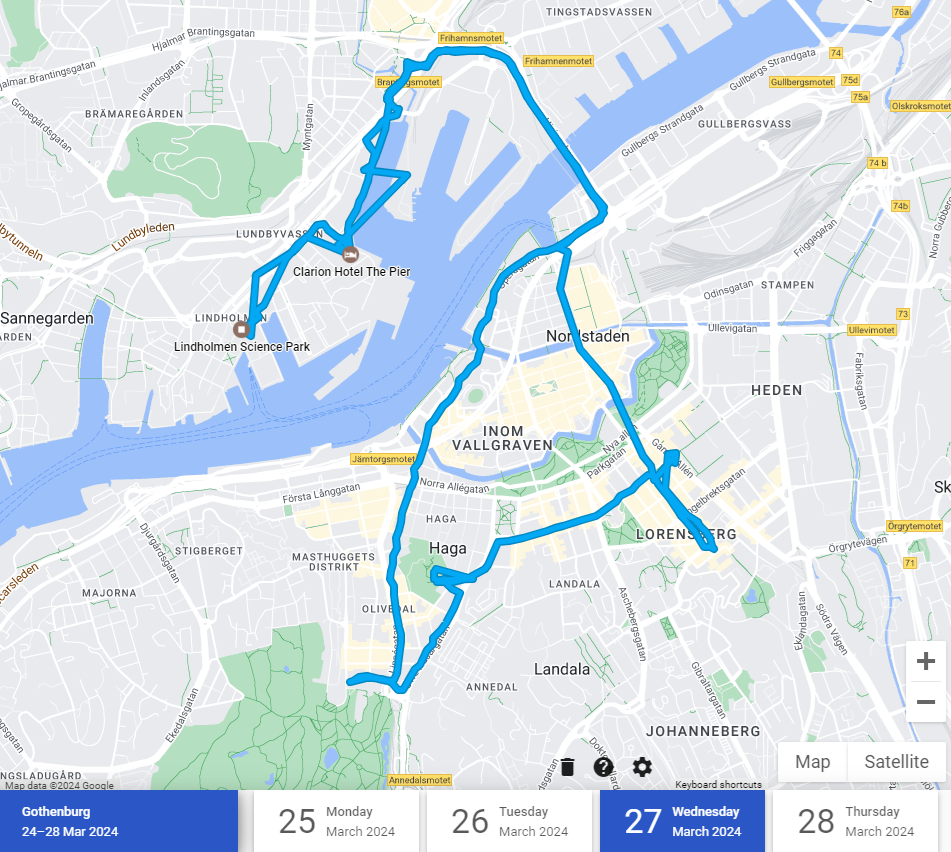 TINGSTADSVASSEN
76a
Hjalmar Brantingsgatan
Frihamnsmotet
Frihamnenmotet
74
Gullbergs Strandgata
Hjalmar Brantingsgatan
Inlandsgatan
Gropegårdsgatan
Gullbergsmotet
75d
75a
Olskroksmotet
BRÄMAREGÅRDEN
Myntgatan
Gullbergs Strandgata
GULLBERGSVASS
74 b
74b
Lundbyleden
LUNDBYVASSEN
Friggagatan
Norra Gubberogatan
Clarion Hotel The Pier
Odinsgatan
STAMPEN
Sannegarden
LINDHOLMEN
Lindholmen Science Park
Nordstaden
Ullevigatan
73
Ullevimotet
Fabriksgatan
HEDEN
INOM
VALLGRAVEN
Nya allén
Parkgatan
Jämtorgsmotet
Norra Allégatan
Första Långgatan
Engelbrektsgatan
HAGA
Haga
LORENSBERG
Örgrytevägen
Örgrytemotet
71
Djurgårdsgatan
STIGBERGET
MASTHUGGETS
DISTRIKT
MAJORNA
OLIVEDAL
LANDALA
Aschebergsgatan
Ekdalagatan
Södra Vägen
Landala
Gibraltargatan
ANNEDAL
Ekedalsgatan
JOHANNEBERG
Map
Satellite
Annedalsmotet
Keyboard shortcuts
Map data ©2024 Google
Gothenburg
24–28 Mar 2024
25 Monday
March 2024
26 Tuesday
March 2024
27 Wednesday
March 2024
28 Thursday
March 2024